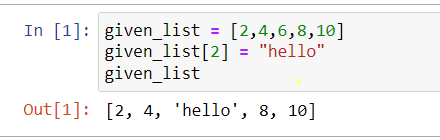 In [1]: given_list = [2,4,6,8,10]
given_list[2] = "hello"
given_list
Out[1]: [2, 4, 'hello', 8, 10]